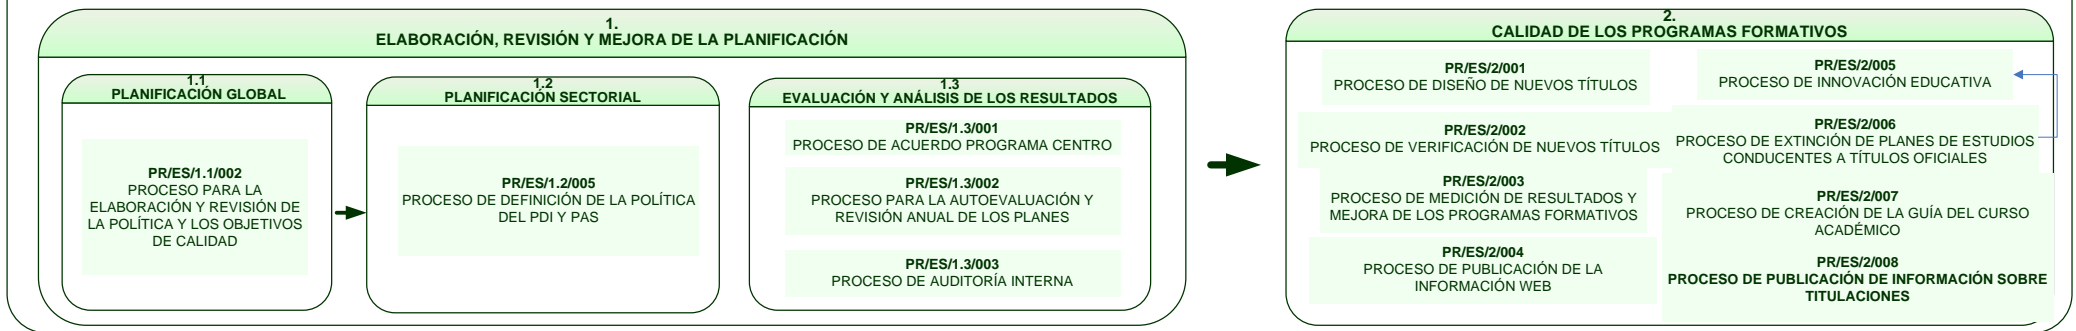 1.
ELABORACIÓN, REVISIÓN Y MEJORA DE LA PLANIFICACIÓN
1.1
PLANIFICACIÓN GLOBAL
PR/ES/1.1/002
PROCESO PARA LA
ELABORACIÓN Y REVISIÓN DE
LA POLÍTICA Y LOS OBJETIVOS
DE CALIDAD
1.2
PLANIFICACIÓN SECTORIAL
PR/ES/1.2/005
PROCESO DE DEFINICIÓN DE LA POLÍTICA
DEL PDI Y PAS
1.3
EVALUACIÓN Y ANÁLISIS DE LOS RESULTADOS
PR/ES/1.3/001
PROCESO DE ACUERDO PROGRAMA CENTRO
PR/ES/1.3/002
PROCESO PARA LA AUTOEVALUACIÓN Y
REVISIÓN ANUAL DE LOS PLANES
PR/ES/1.3/003
PROCESO DE AUDITORÍA INTERNA
2.
CALIDAD DE LOS PROGRAMAS FORMATIVOS
PR/ES/2/001
PROCESO DE DISEÑO DE NUEVOS TÍTULOS
PR/ES/2/002
PROCESO DE VERIFICACIÓN DE NUEVOS TÍTULOS
PR/ES/2/003
PROCESO DE MEDICIÓN DE RESULTADOS Y
MEJORA DE LOS PROGRAMAS FORMATIVOS
PR/ES/2/004
PROCESO DE PUBLICACIÓN DE LA
INFORMACIÓN WEB
PR/ES/2/005
PROCESO DE INNOVACIÓN EDUCATIVA
PR/ES/2/006
PROCESO DE EXTINCIÓN DE PLANES DE ESTUDIOS
CONDUCENTES A TÍTULOS OFICIALES
PR/ES/2/007
PROCESO DE CREACIÓN DE LA GUÍA DEL CURSO
ACADÉMICO
PR/ES/2/008
PROCESO DE PUBLICACIÓN DE INFORMACIÓN SOBRE
TITULACIONES